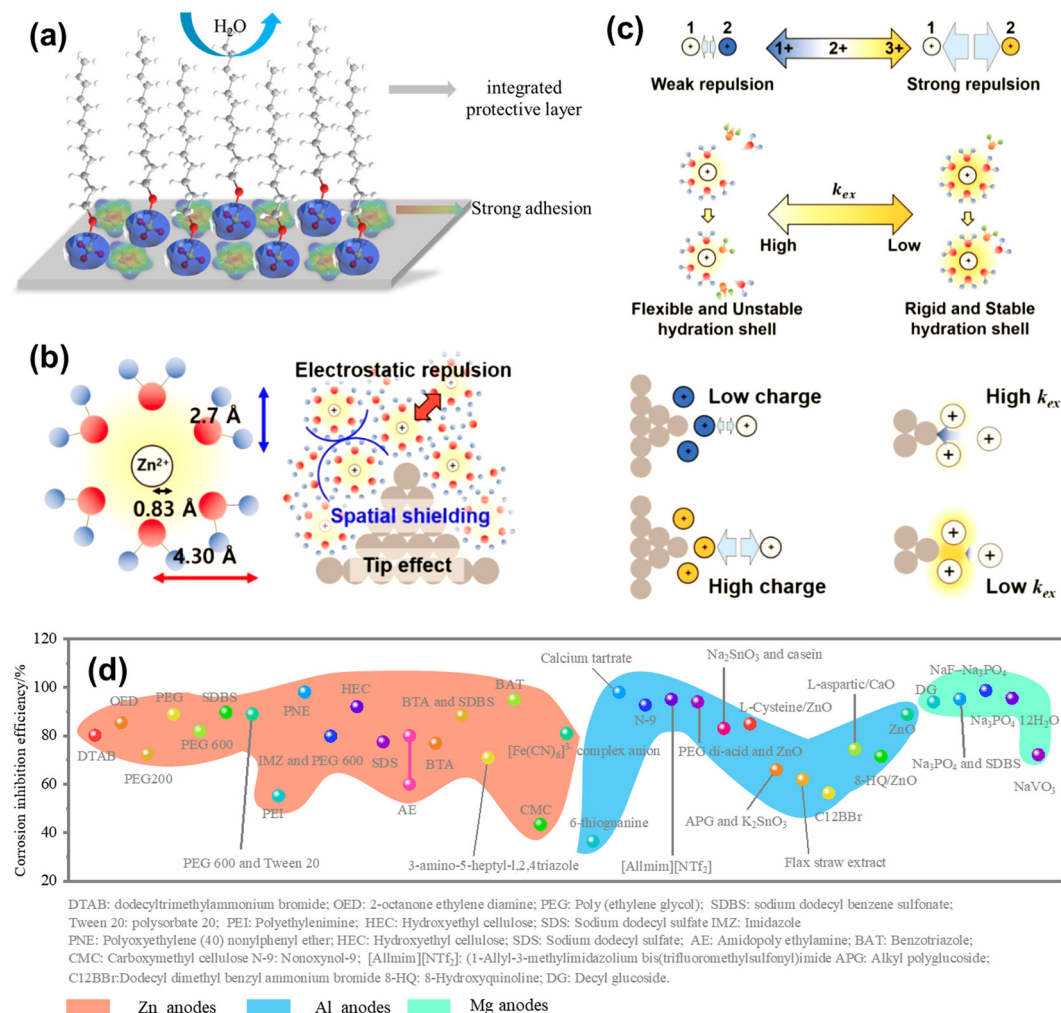 (a)
H₂O
integrated
protective layer
Strong adhesion
(b)
2.7 Å
Zn²⁺
0.83 Å
4.30 Å
Electrostatic repulsion
Spatial shielding
Tip effect
(c)
1 2 1+ 2+ 3+ 1 2
Weak repulsion Strong repulsion
kₑₓ
High Low
Flexible and Unstable
hydration shell
Rigid and Stable
hydration shell
Low charge
High kₑₓ
High charge
Low kₑₓ
(d)
Corrosion inhibition efficiency/%
120
100
80
60
40
20
DTAB
OED
PEG200
PEG
PEG 600
SDBS
PEG 600 and Tween 20
PEI
PNE
IMZ and PEG 600
HEC
SDS
AE
BTA
BTA and SDBS
3-amino-5-heptyl-l,2,4triazole
BAT
CMC
[Fe(CN)₆]³⁻ complex anion
6-thioguanine
Calcium tartrate
N-9
[Allmim][NTf₂]
PEG di-acid and ZnO
Na₂SnO₃ and casein
L-Cysteine/ZnO
APG and K₂SnO₃
Flax straw extract
C12BBr
L-aspartic/CaO
8-HQ/ZnO
ZnO
DG
Na₃PO₄ and SDBS
NaF- Na₃PO₄
Na₃PO₄ 12H₂O
NaVO₃
DTAB: dodecyltrimethylammonium bromide; OED: 2-octanone ethylene diamine; PEG: Poly (ethylene glycol); SDBS: sodium dodecyl benzene sulfonate;
Tween 20: polysorbate 20; PEI: Polyethylenimine; HEC: Hydroxyethyl cellulose; SDS: Sodium dodecyl sulfate IMZ: Imidazole
PNE: Polyoxyethylene (40) nonylphenyl ether; HEC: Hydroxyethyl cellulose; SDS: Sodium dodecyl sulfate; AE: Amidopoly ethylamine; BAT: Benzotriazole;
CMC: Carboxymethyl cellulose N-9: Nonoxynol-9; [Allmim][NTf₂]: (1-Allyl-3-methylimidazolium bis(trifluoromethylsulfonyl)imide APG: Alkyl polyglucoside;
C12BBr:Dodecyl dimethyl benzyl ammonium bromide 8-HQ: 8-Hydroxyquinoline; DG: Decyl glucoside.
Zn anodes Al anodes Mg anodes